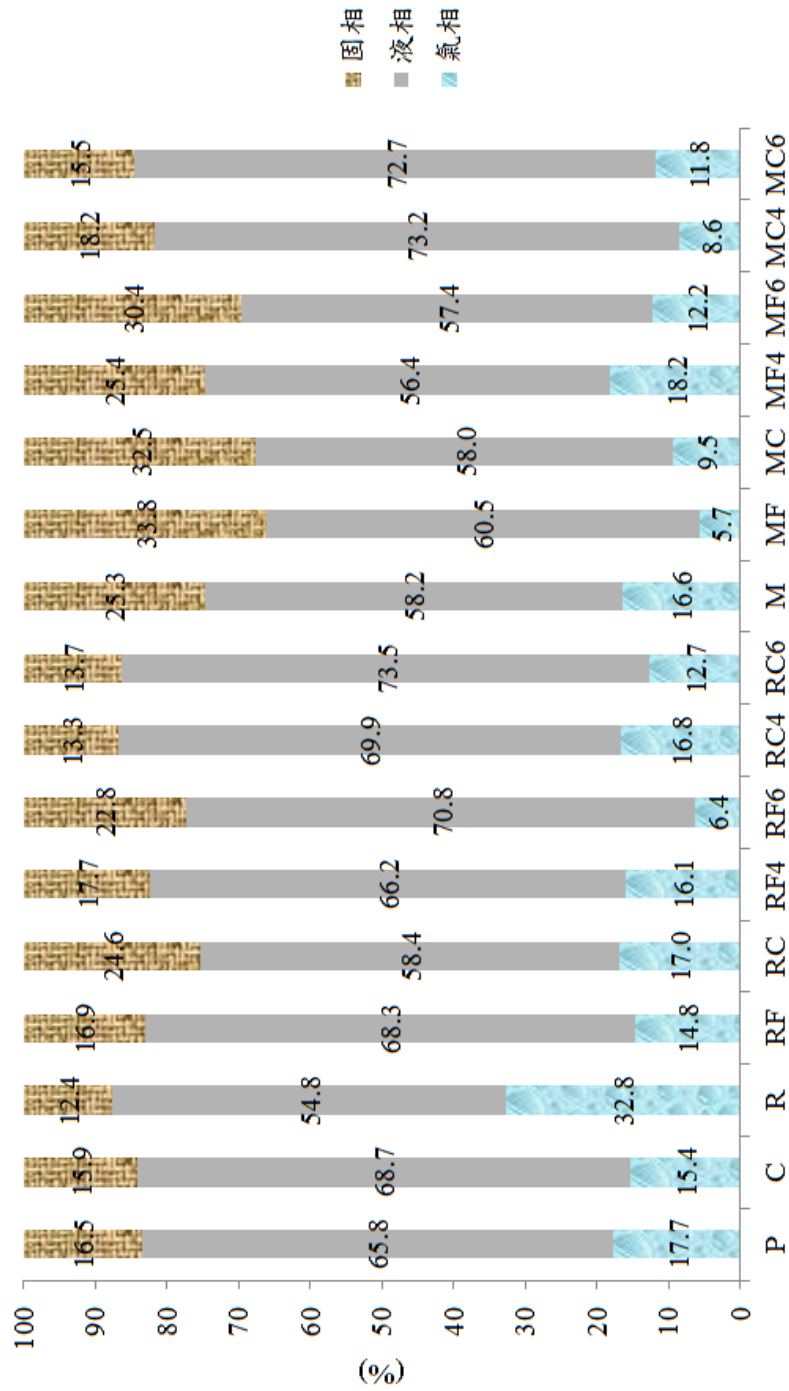 固相
液相
氣相
15.5 72.7 11.8 MC6
18.2 73.2 8.6 MC4
30.4 57.4 12.2 MF6
25.4 56.4 18.2 MF4
32.5 58.0 9.5 MC
33.8 60.5 5.7 MF
25.3 58.2 16.6 M
13.7 73.5 12.7 RC6
13.3 69.9 16.8 RC4
22.8 70.8 6.4 RF6
17.7 66.2 16.1 RF4
24.6 58.4 17.0 RC
16.9 68.3 14.8 RF
12.4 54.8 32.8 R
15.9 68.7 15.4 C
16.5 65.8 17.7 P
100 90 80 70 60 50 40 30 20 10 0
(%)